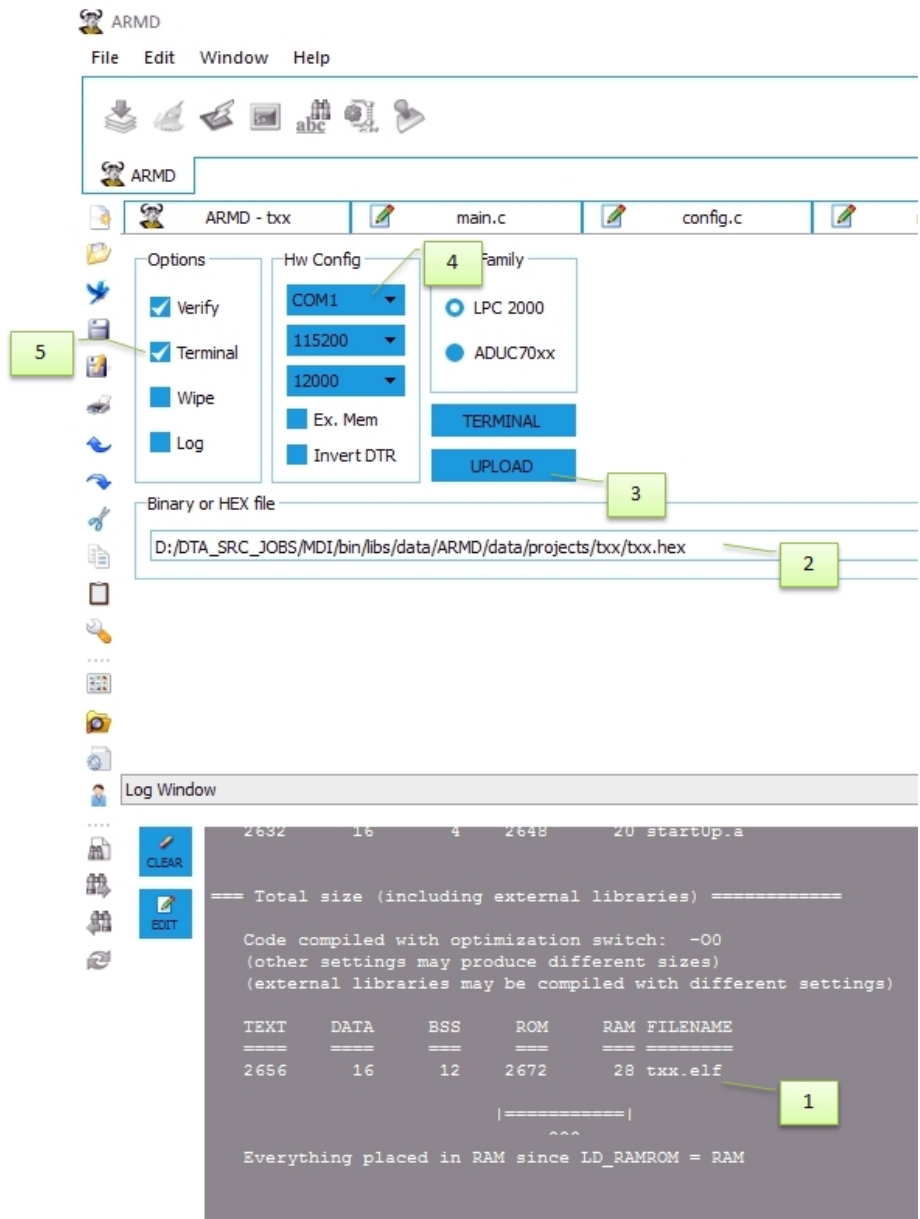 ARMD
File Edit Window Help
abc
ARMD
ARMD - txx main.c config.c
Options Hw Config 4 Family
Verify COM1 LPC 2000
5 Terminal 115200 ADUC70xx
Wipe 12000
Log Ex. Mem TERMINAL
Invert DTR UPLOAD
3
Binary or HEX file
D:/DTA_SRC_JOBS/MDI/bin/libs/data/ARMD/data/projects/txx/txx.hex
2
Log Window
2632 16 4 2648 20 startUp.a
CLEAR
=== Total size (including external libraries) ============
EDIT
Code compiled with optimization switch: -O0
(other settings may produce different sizes)
(external libraries may be compiled with different settings)
TEXT DATA BSS ROM RAM FILENAME
==== ==== === === === ========
2656 16 12 2672 28 txx.elf
1
|===========|
Everything placed in RAM since LD_RAMROM = RAM